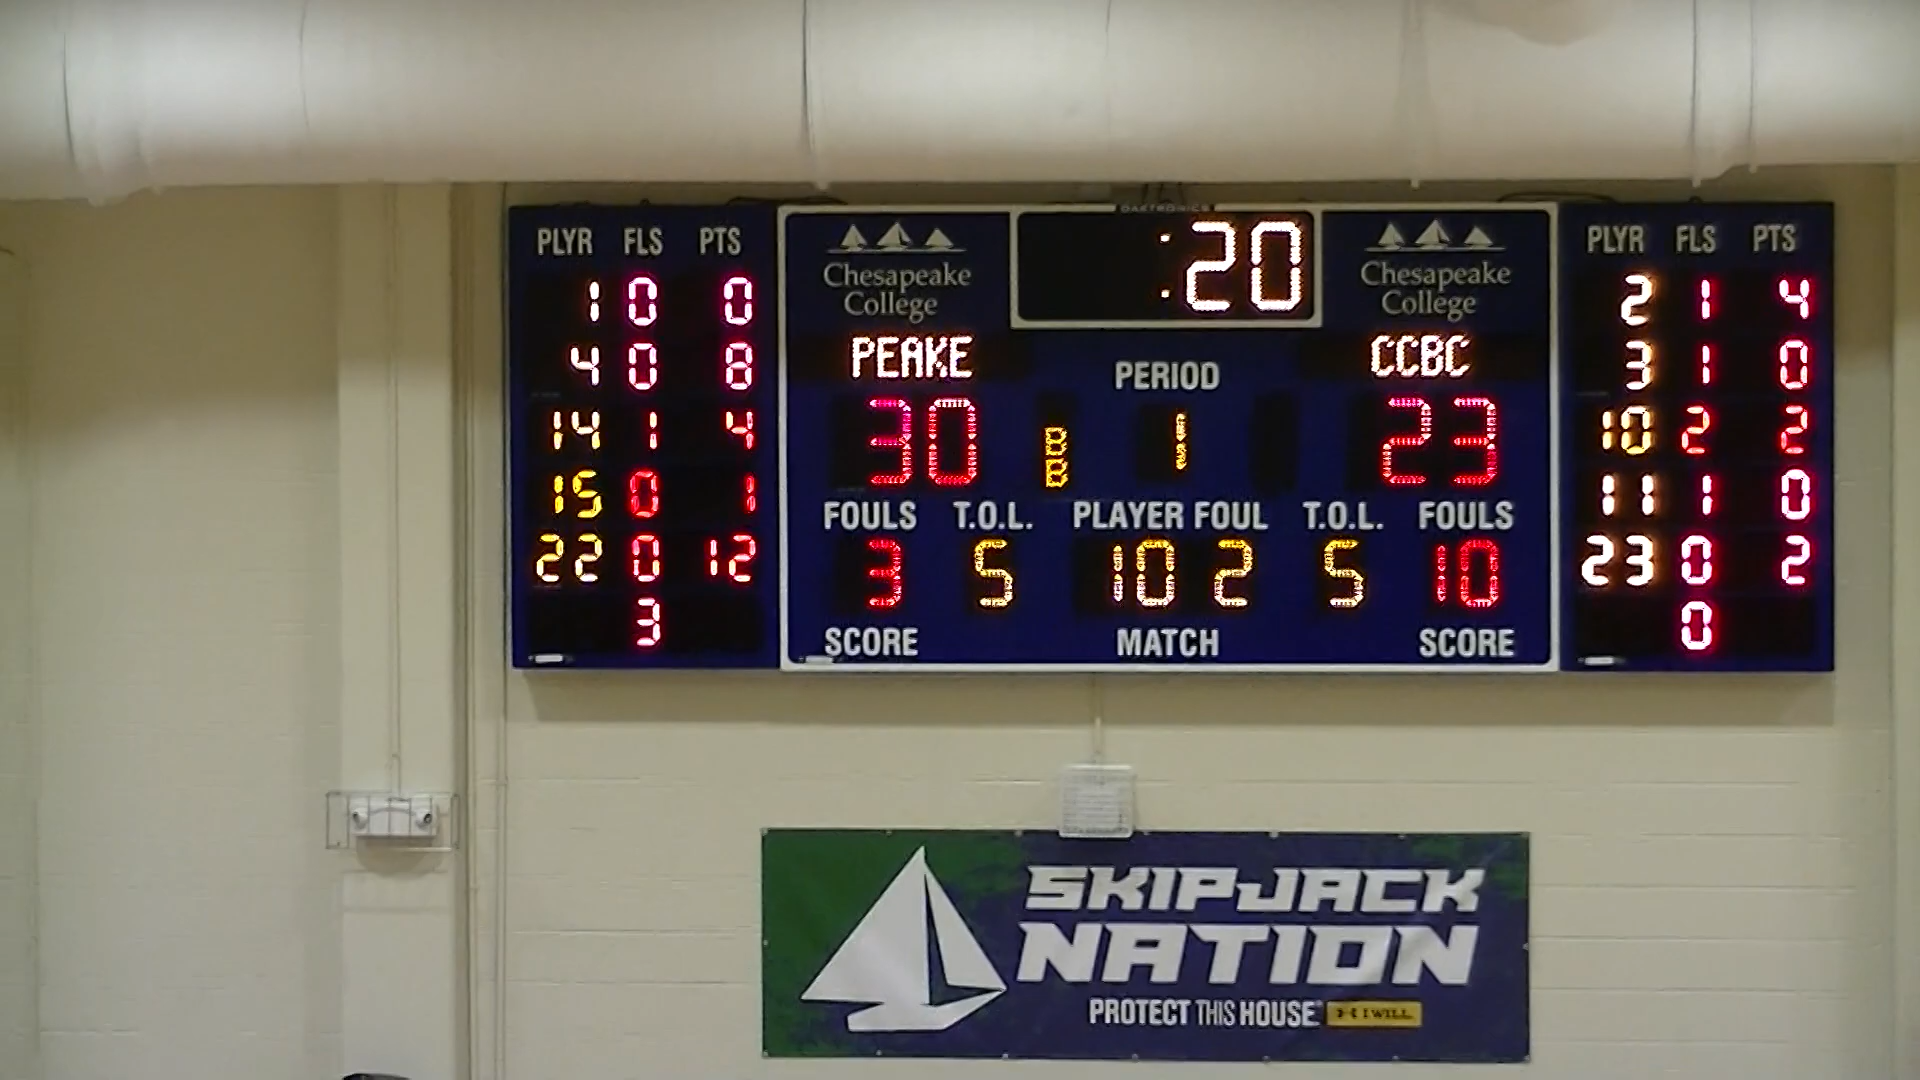 DAKTRONICS
PLYR FLS PTS
1 0 0
4 0 8
14 1 4
15 0 1
22 0 12
3
Chesapeake
College
:20
Chesapeake
College
PEAKE
PERIOD
CCBC
30
1
23
FOULS T.O.L. PLAYER FOUL T.O.L. FOULS
3 5 10 2 5 10
SCORE MATCH SCORE
PLYR FLS PTS
2 1 4
3 1 0
10 2 2
11 1 0
23 0 2
0
SKIPJACK
NATION
PROTECT THIS HOUSE I WILL.